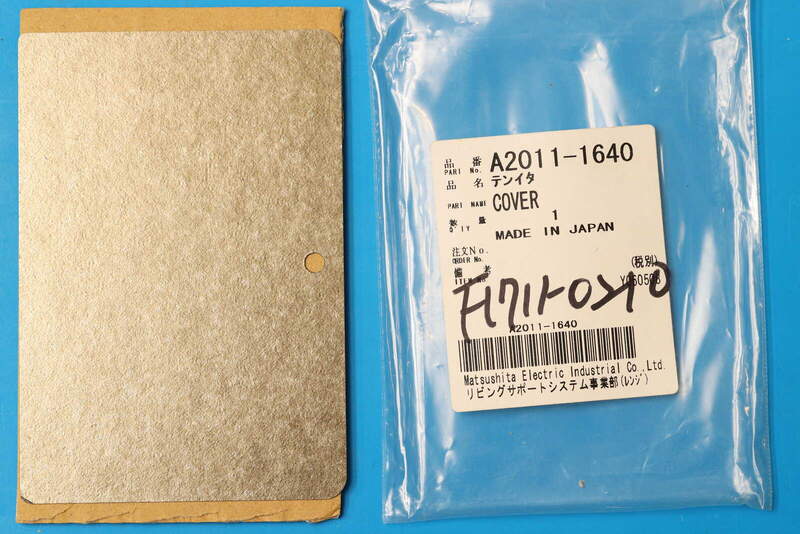 品 番 A2011-1640
PART No.
品 名 テンイタ
PART NAME COVER
数 量 1
Q'TY MADE IN JAPAN
注文No.
ORDER No. (税別)
備 考
ITEM No.
A2011-1640
Matsushita Electric Industrial Co.,Ltd.
リビングサポートシステム事業部(レンジ)